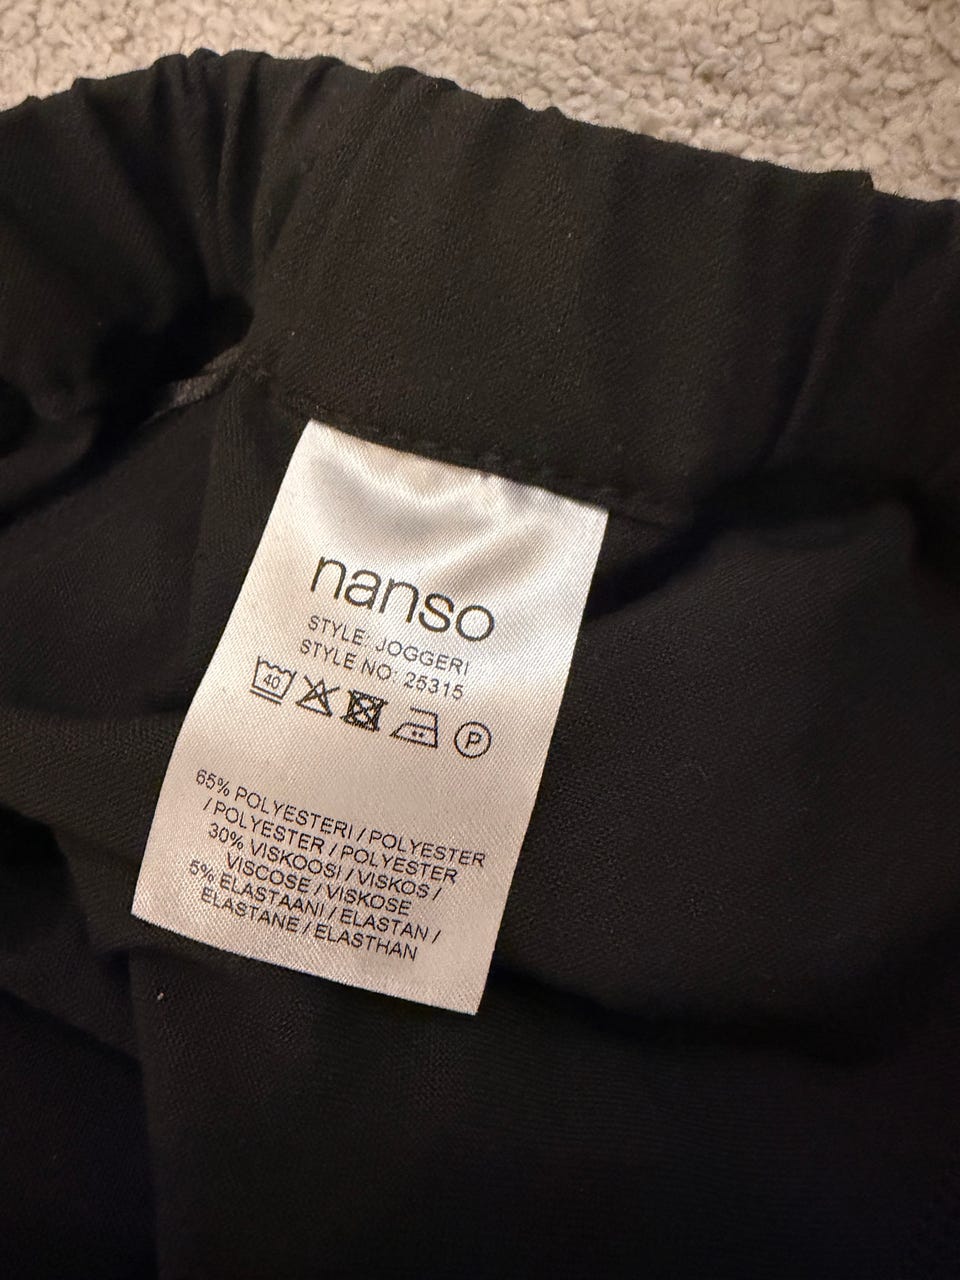 nanso
STYLE: JOGGERI
STYLE NO: 25315
40 P
65% POLYESTERI / POLYESTER
/ POLYESTER / POLYESTER
30% VISKOOSI / VISKOS /
VISCOSE / VISKOSE
5% ELASTAANI / ELASTAN /
ELASTANE / ELASTHAN